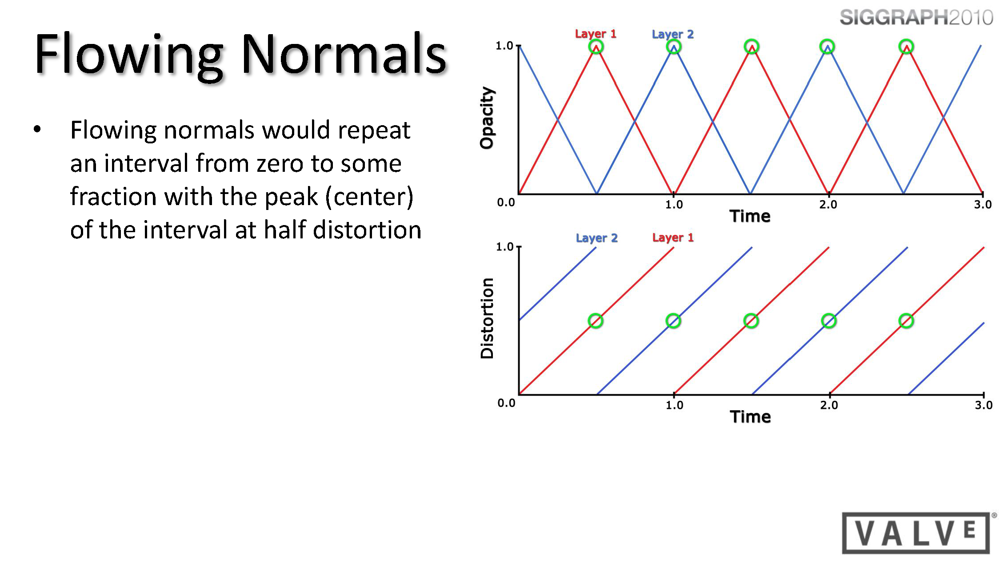 SIGGRAPH2010
Flowing Normals
• Flowing normals would repeat
an interval from zero to some
fraction with the peak (center)
of the interval at half distortion
Layer 1 Layer 2
1.0
Opacity
0.0 1.0 2.0 3.0
Time
Layer 2 Layer 1
1.0
Distortion
0.0 1.0 2.0 3.0
Time
VALVE®